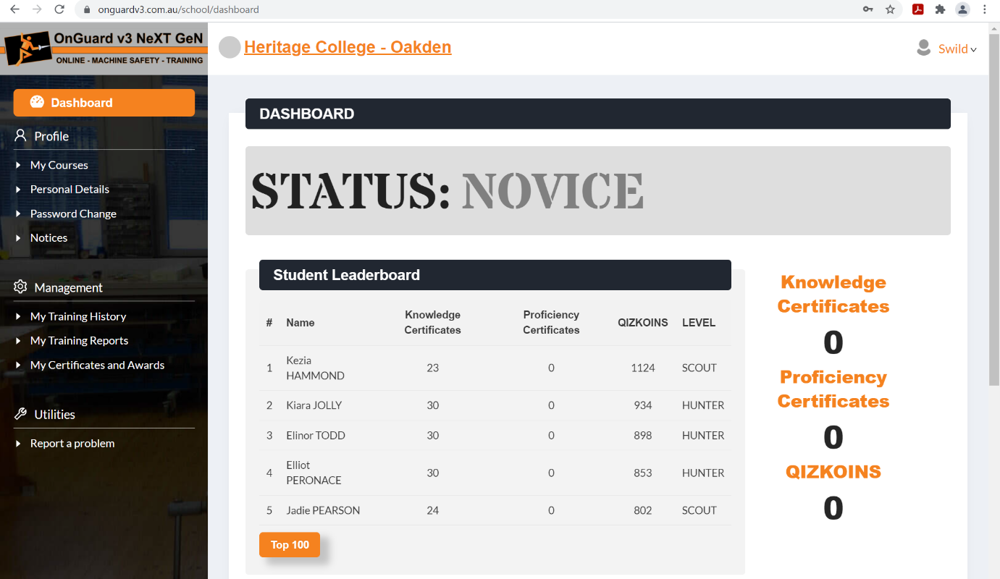 onguardv3.com.au/school/dashboard
OnGuard v3 NeXT GeN
ONLINE - MACHINE SAFETY - TRAINING
Heritage College - Oakden
Swild
Dashboard
Profile
My Courses
Personal Details
Password Change
Notices
Management
My Training History
My Training Reports
My Certificates and Awards
Utilities
Report a problem
DASHBOARD
STATUS: NOVICE
Student Leaderboard
# Name Knowledge Certificates Proficiency Certificates QIZKOINS LEVEL
1 Kezia HAMMOND 23 0 1124 SCOUT
2 Kiara JOLLY 30 0 934 HUNTER
3 Elinor TODD 30 0 898 HUNTER
4 Elliot PERONACE 30 0 853 HUNTER
5 Jadie PEARSON 24 0 802 SCOUT
Top 100
Knowledge
Certificates
0
Proficiency
Certificates
0
QIZKOINS
0